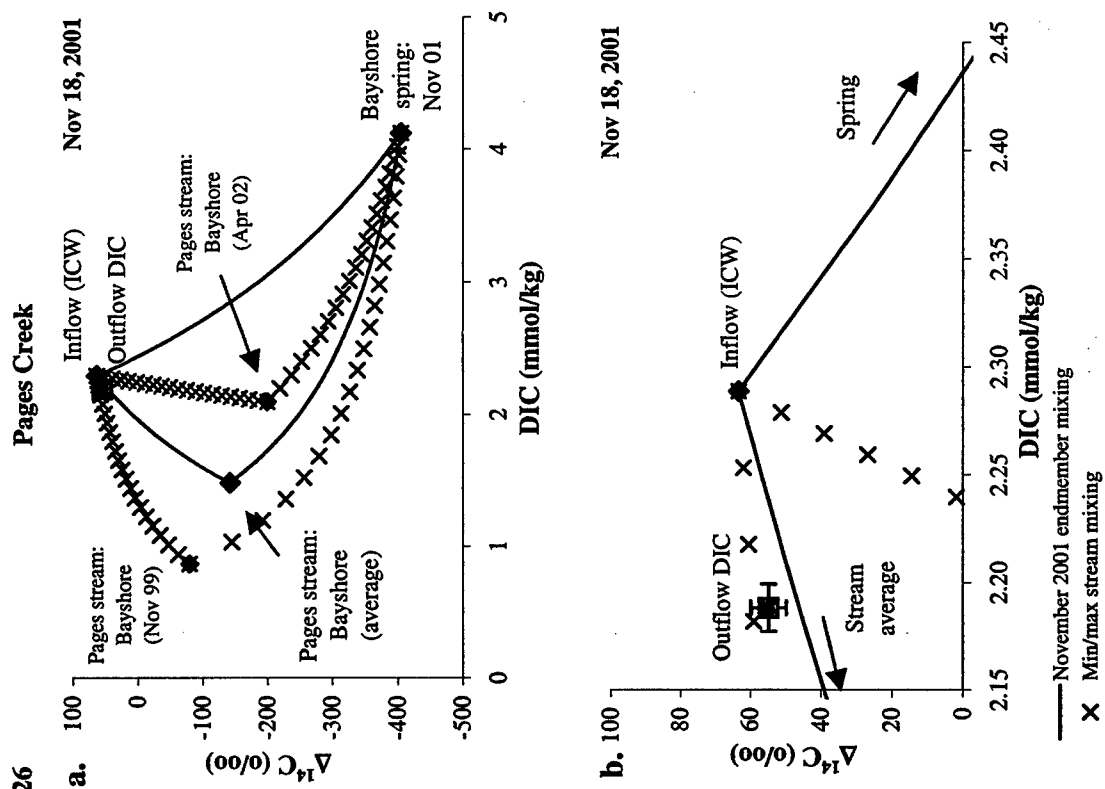 26
Pages Creek
a.
Nov 18, 2001
Inflow (ICW)
Outflow DIC
Pages stream:
Bayshore
(Nov 99)
Pages stream:
Bayshore
(Apr 02)
Bayshore
spring:
Nov 01
Pages stream:
Bayshore
(average)
100
0
-100
-200
-300
-400
-500
Δ¹⁴C (o/oo)
0
1
2
3
4
5
DIC (mmol/kg)
b.
Nov 18, 2001
Inflow (ICW)
Spring
Outflow DIC
Stream
average
100
80
60
40
20
0
Δ¹⁴C (o/oo)
2.15
2.20
2.25
2.30
2.35
2.40
2.45
DIC (mmol/kg)
November 2001 endmember mixing
Min/max stream mixing